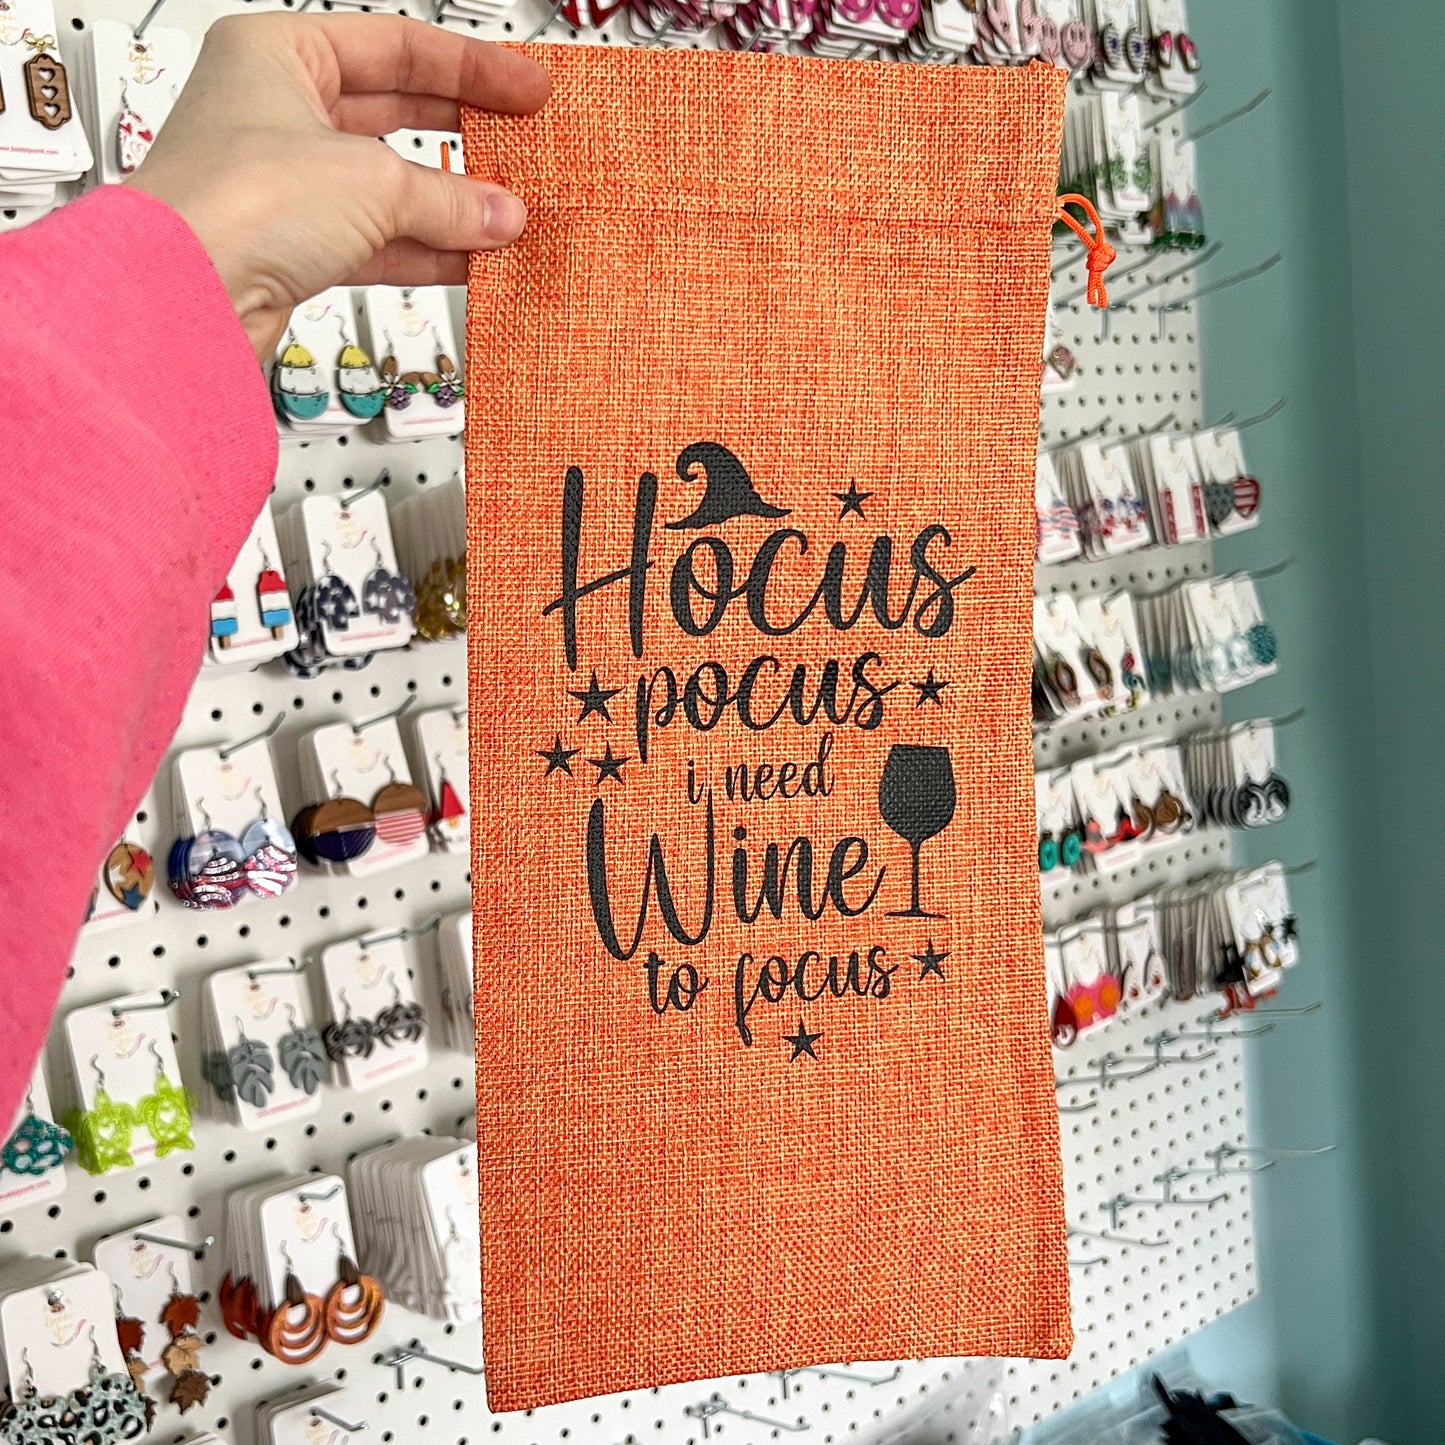 Hocus
pocus
i need
Wine
to focus